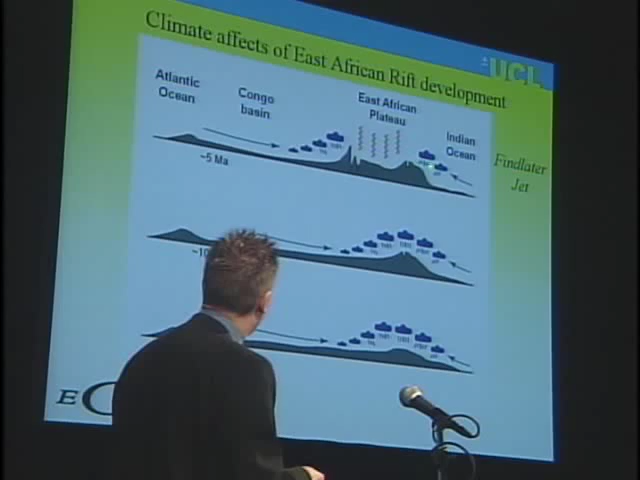 Climate affects of East African Rift development
UCL
Atlantic
Ocean
Congo
basin
East African
Plateau
Indian
Ocean
Findlater
Jet
~5 Ma
~10